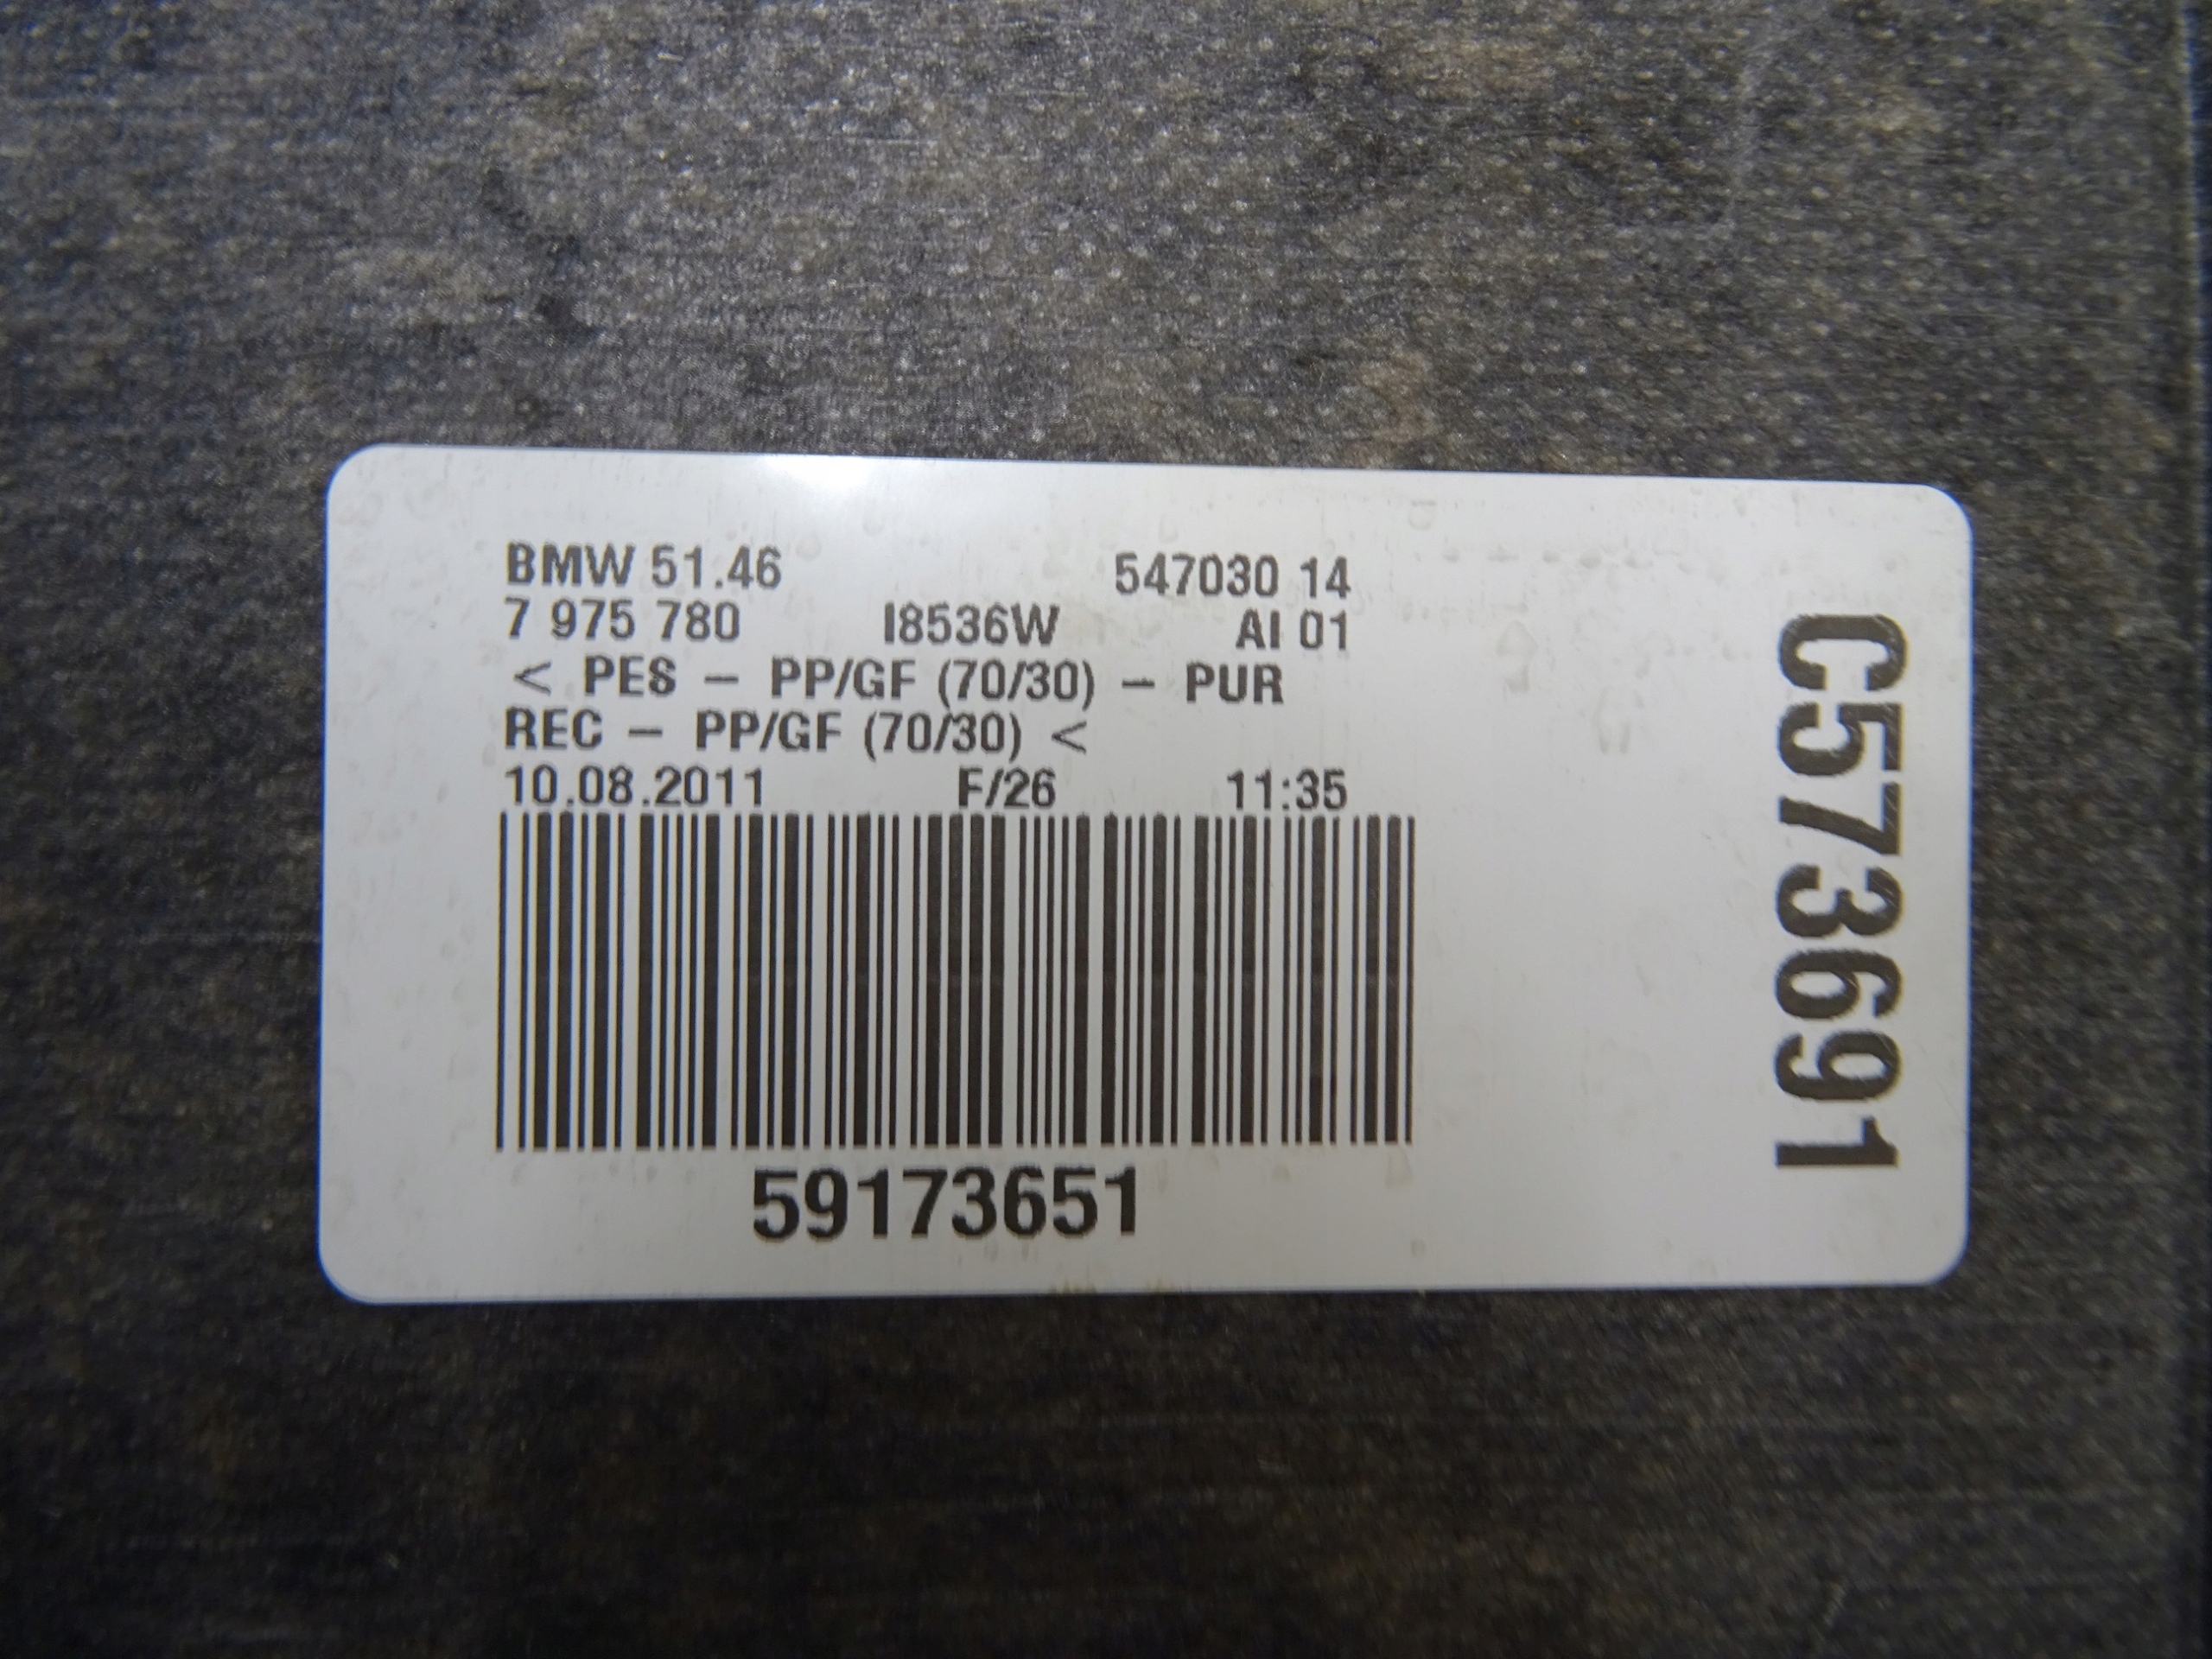 BMW 51.46 547030 14
7 975 780 I8536W AI 01
< PES – PP/GF (70/30) – PUR
REC – PP/GF (70/30) <
10.08.2011 F/26 11:35
59173651
C573691